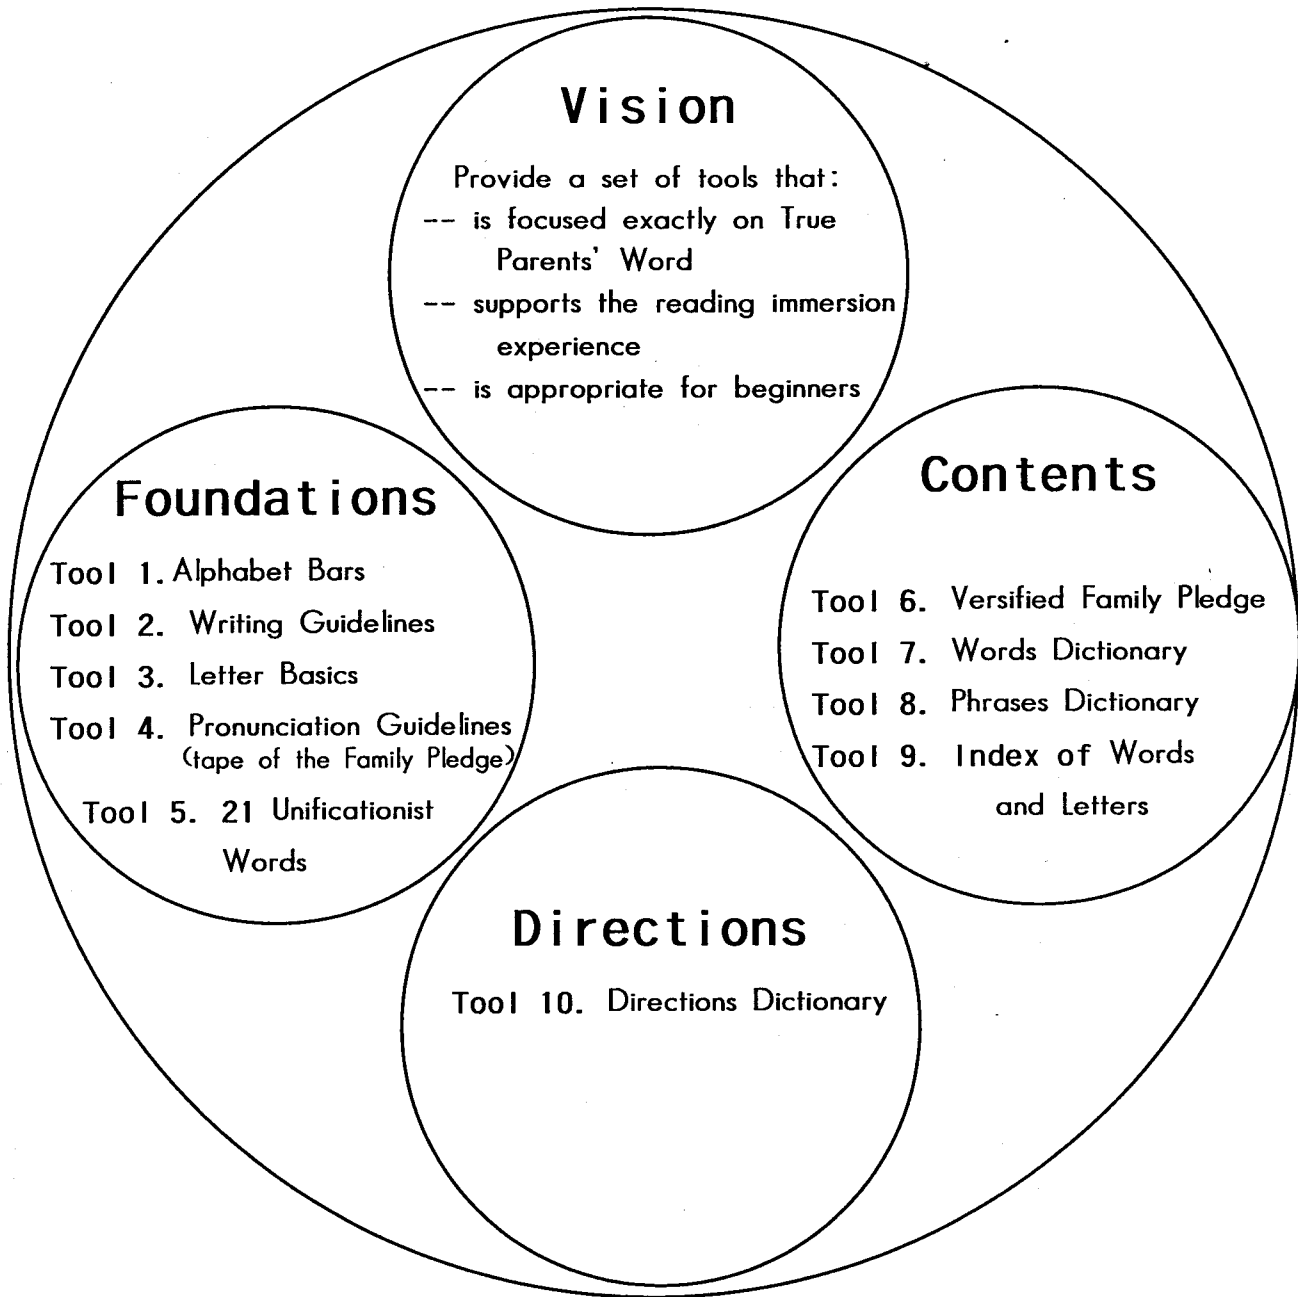 Vision
Provide a set of tools that:
-- is focused exactly on True
Parents' Word
-- supports the reading immersion
experience
-- is appropriate for beginners
Foundations
Tool 1. Alphabet Bars
Tool 2. Writing Guidelines
Tool 3. Letter Basics
Tool 4. Pronunciation Guidelines
(tape of the Family Pledge)
Tool 5. 21 Unificationist
Words
Contents
Tool 6. Versified Family Pledge
Tool 7. Words Dictionary
Tool 8. Phrases Dictionary
Tool 9. Index of Words
and Letters
Directions
Tool 10. Directions Dictionary